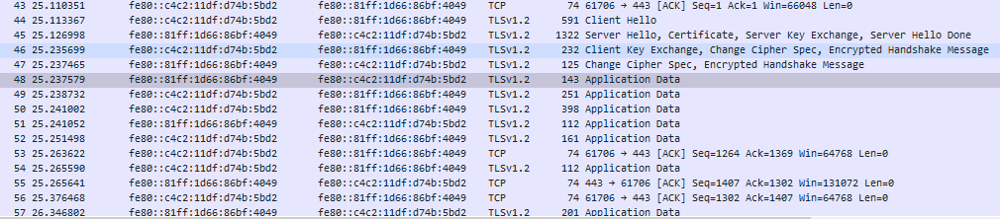 43 25.110351 fe80::c4c2:11df:d74b:5bd2 fe80::81ff:1d66:86bf:4049 TCP 74 61706 → 443 [ACK] Seq=1 Ack=1 Win=66048 Len=0
44 25.113367 fe80::c4c2:11df:d74b:5bd2 fe80::81ff:1d66:86bf:4049 TLSv1.2 591 Client Hello
45 25.126998 fe80::81ff:1d66:86bf:4049 fe80::c4c2:11df:d74b:5bd2 TLSv1.2 1322 Server Hello, Certificate, Server Key Exchange, Server Hello Done
46 25.235699 fe80::c4c2:11df:d74b:5bd2 fe80::81ff:1d66:86bf:4049 TLSv1.2 232 Client Key Exchange, Change Cipher Spec, Encrypted Handshake Message
47 25.237465 fe80::81ff:1d66:86bf:4049 fe80::c4c2:11df:d74b:5bd2 TLSv1.2 125 Change Cipher Spec, Encrypted Handshake Message
48 25.237579 fe80::81ff:1d66:86bf:4049 fe80::c4c2:11df:d74b:5bd2 TLSv1.2 143 Application Data
49 25.238732 fe80::c4c2:11df:d74b:5bd2 fe80::81ff:1d66:86bf:4049 TLSv1.2 251 Application Data
50 25.241002 fe80::c4c2:11df:d74b:5bd2 fe80::81ff:1d66:86bf:4049 TLSv1.2 398 Application Data
51 25.241052 fe80::81ff:1d66:86bf:4049 fe80::c4c2:11df:d74b:5bd2 TLSv1.2 112 Application Data
52 25.251498 fe80::81ff:1d66:86bf:4049 fe80::c4c2:11df:d74b:5bd2 TLSv1.2 161 Application Data
53 25.263622 fe80::c4c2:11df:d74b:5bd2 fe80::81ff:1d66:86bf:4049 TCP 74 61706 → 443 [ACK] Seq=1264 Ack=1369 Win=64768 Len=0
54 25.265590 fe80::81ff:1d66:86bf:4049 fe80::c4c2:11df:d74b:5bd2 TLSv1.2 112 Application Data
55 25.265641 fe80::81ff:1d66:86bf:4049 fe80::c4c2:11df:d74b:5bd2 TCP 74 443 → 61706 [ACK] Seq=1407 Ack=1302 Win=131072 Len=0
56 25.376468 fe80::c4c2:11df:d74b:5bd2 fe80::81ff:1d66:86bf:4049 TCP 74 61706 → 443 [ACK] Seq=1302 Ack=1407 Win=64768 Len=0
57 26.346802 fe80::c4c2:11df:d74b:5bd2 fe80::81ff:1d66:86bf:4049 TLSv1.2 201 Application Data